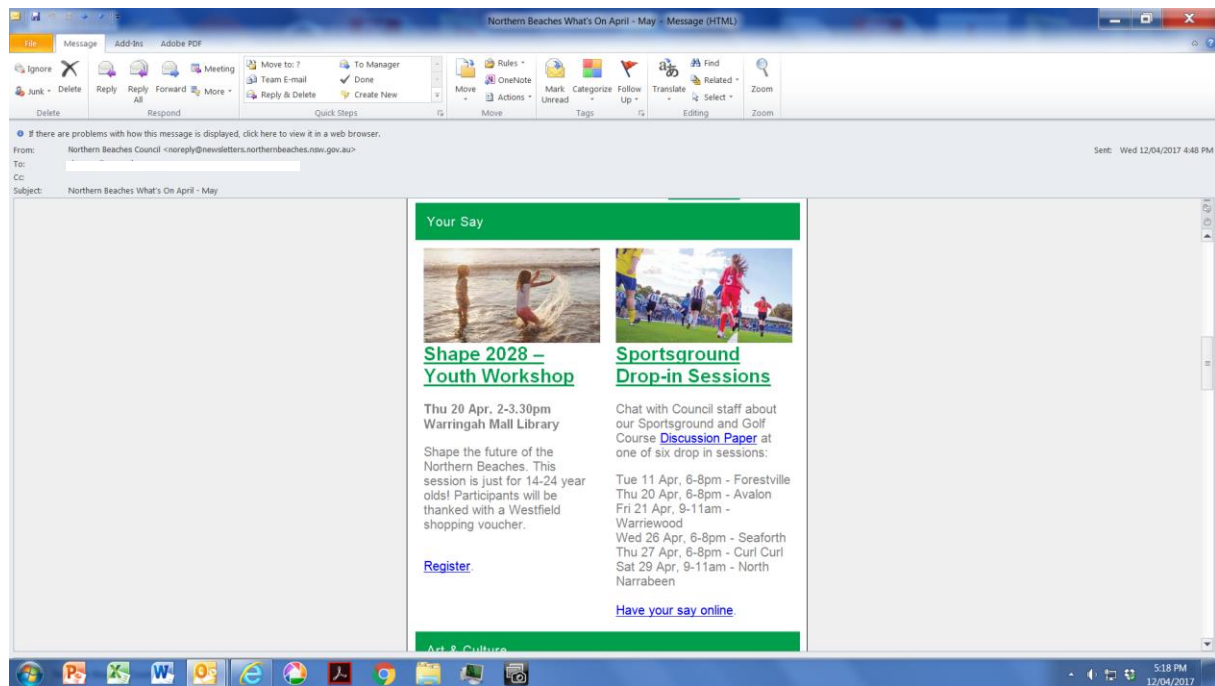 Northern Beaches What's On April - May - Message (HTML)
File Message Add-Ins Adobe PDF
Ignore
Junk
Delete
Reply
Reply All
Forward
Meeting
More
Move to: ?
Team E-mail
Reply & Delete
To Manager
Done
Create New
Move
Rules
OneNote
Actions
Mark Unread
Categorize
Follow Up
Translate
Find
Related
Select
Zoom
Delete Respond Quick Steps Move Tags Editing Zoom
If there are problems with how this message is displayed, click here to view it in a web browser.
From: Northern Beaches Council <noreply@newsletters.northernbeaches.nsw.gov.au>
Sent: Wed 12/04/2017 4:48 PM
To:
Cc:
Subject: Northern Beaches What's On April - May
Your Say
Shape 2028 –
Youth Workshop
Thu 20 Apr, 2-3.30pm
Warringah Mall Library
Shape the future of the
Northern Beaches. This
session is just for 14-24 year
olds! Participants will be
thanked with a Westfield
shopping voucher.
Register.
Sportsground
Drop-in Sessions
Chat with Council staff about
our Sportsground and Golf
Course Discussion Paper at
one of six drop in sessions:
Tue 11 Apr, 6-8pm - Forestville
Thu 20 Apr, 6-8pm - Avalon
Fri 21 Apr, 9-11am -
Warriewood
Wed 26 Apr, 6-8pm - Seaforth
Thu 27 Apr, 6-8pm - Curl Curl
Sat 29 Apr, 9-11am - North
Narrabeen
Have your say online.
Art & Culture
5:18 PM
12/04/2017